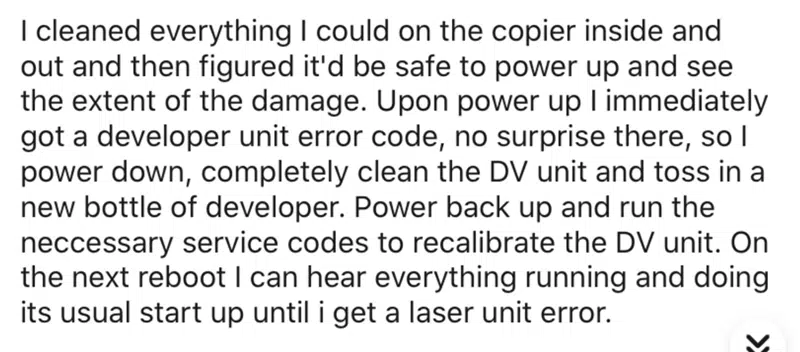 I cleaned everything I could on the copier inside and
out and then figured it'd be safe to power up and see
the extent of the damage. Upon power up I immediately
got a developer unit error code, no surprise there, so I
power down, completely clean the DV unit and toss in a
new bottle of developer. Power back up and run the
neccessary service codes to recalibrate the DV unit. On
the next reboot I can hear everything running and doing
its usual start up until i get a laser unit error.